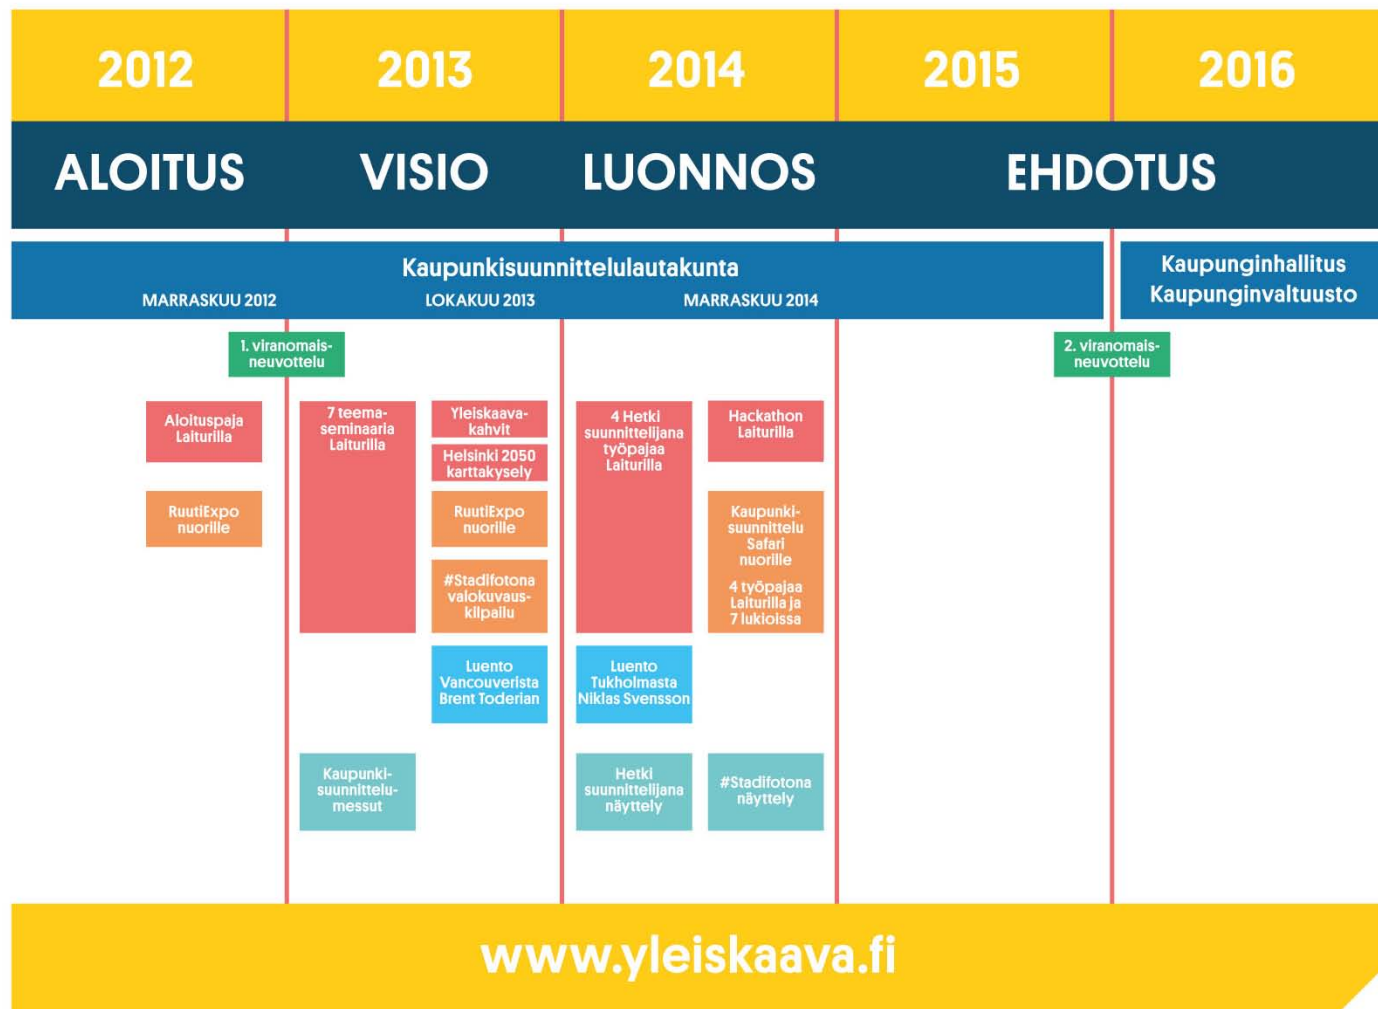 2012
2013
2014
2015
2016
ALOITUS
VISIO
LUONNOS
EHDOTUS
Kaupunkisuunnittelulautakunta
MARRASKUU 2012
LOKAKUU 2013
MARRASKUU 2014
Kaupunginhallitus
Kaupunginvaltuusto
1. viranomais-
neuvottelu
2. viranomais-
neuvottelu
Aloituspaja
Laiturilla
RuutiExpo
nuorille
7 teema-
seminaaria
Laiturilla
Yleiskaava-
kahvit
Helsinki 2050
karttakysely
RuutiExpo
nuorille
#Stadifotona
valokuvaus-
kilpailu
Luento
Vancouverista
Brent Toderian
Kaupunki-
suunnittelu-
messut
4 Hetki
suunnittelijana
työpajaa
Laiturilla
Hackathon
Laiturilla
Kaupunki-
suunnittelu
Safari
nuorille
4 työpajaa
Laiturilla ja
7 lukioissa
Luento
Tukholmasta
Niklas Svensson
Hetki
suunnittelijana
näyttely
#Stadifotona
näyttely
www.yleiskaava.fi